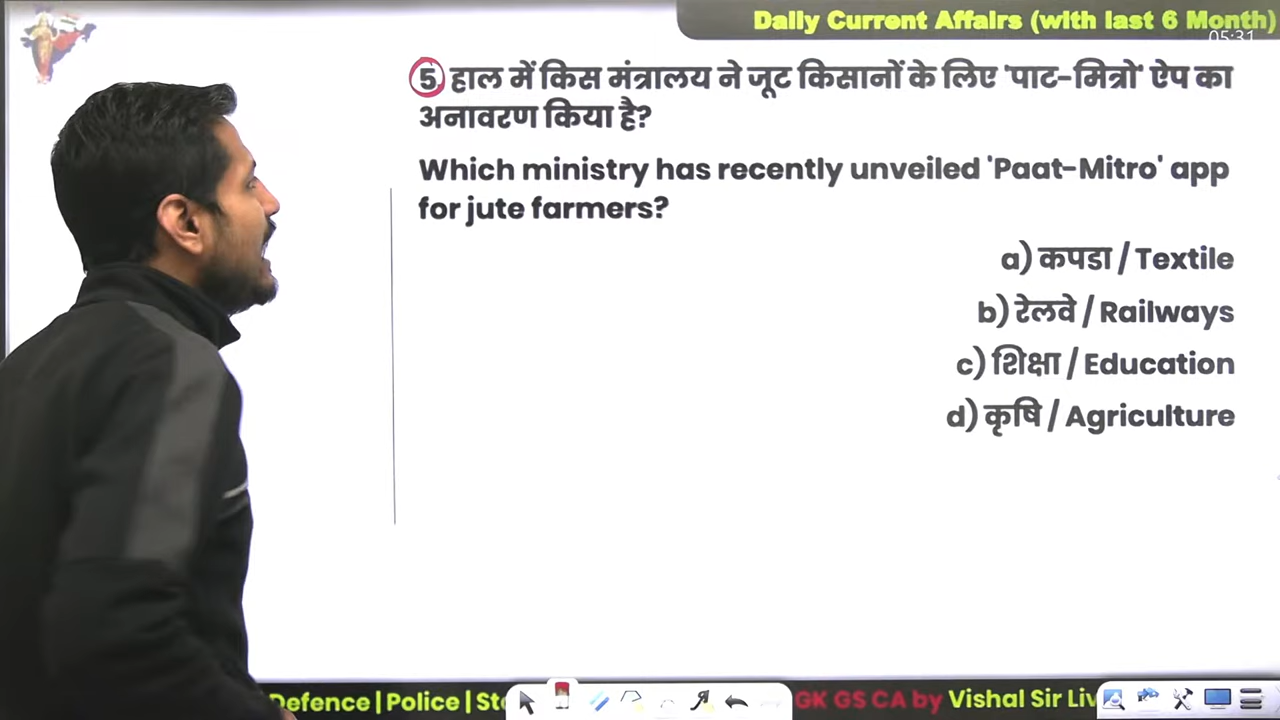 Daily Current Affairs (with last 6 Month)
05:31
5 हाल में किस मंत्रालय ने जूट किसानों के लिए 'पाट-मित्रो' ऐप का
अनावरण किया है?
Which ministry has recently unveiled 'Paat-Mitro' app
for jute farmers?
a) कपडा / Textile
b) रेलवे / Railways
c) शिक्षा / Education
d) कृषि / Agriculture
Defence | Police |
GK GS CA by Vishal Sir